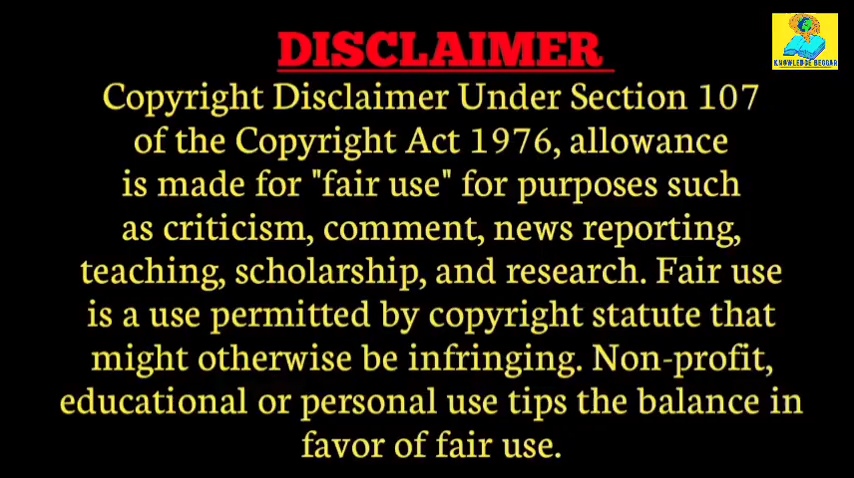 DISCLAIMER
KNOWLEDGE BEGGAR
Copyright Disclaimer Under Section 107
of the Copyright Act 1976, allowance
is made for "fair use" for purposes such
as criticism, comment, news reporting,
teaching, scholarship, and research. Fair use
is a use permitted by copyright statute that
might otherwise be infringing. Non-profit,
educational or personal use tips the balance in
favor of fair use.